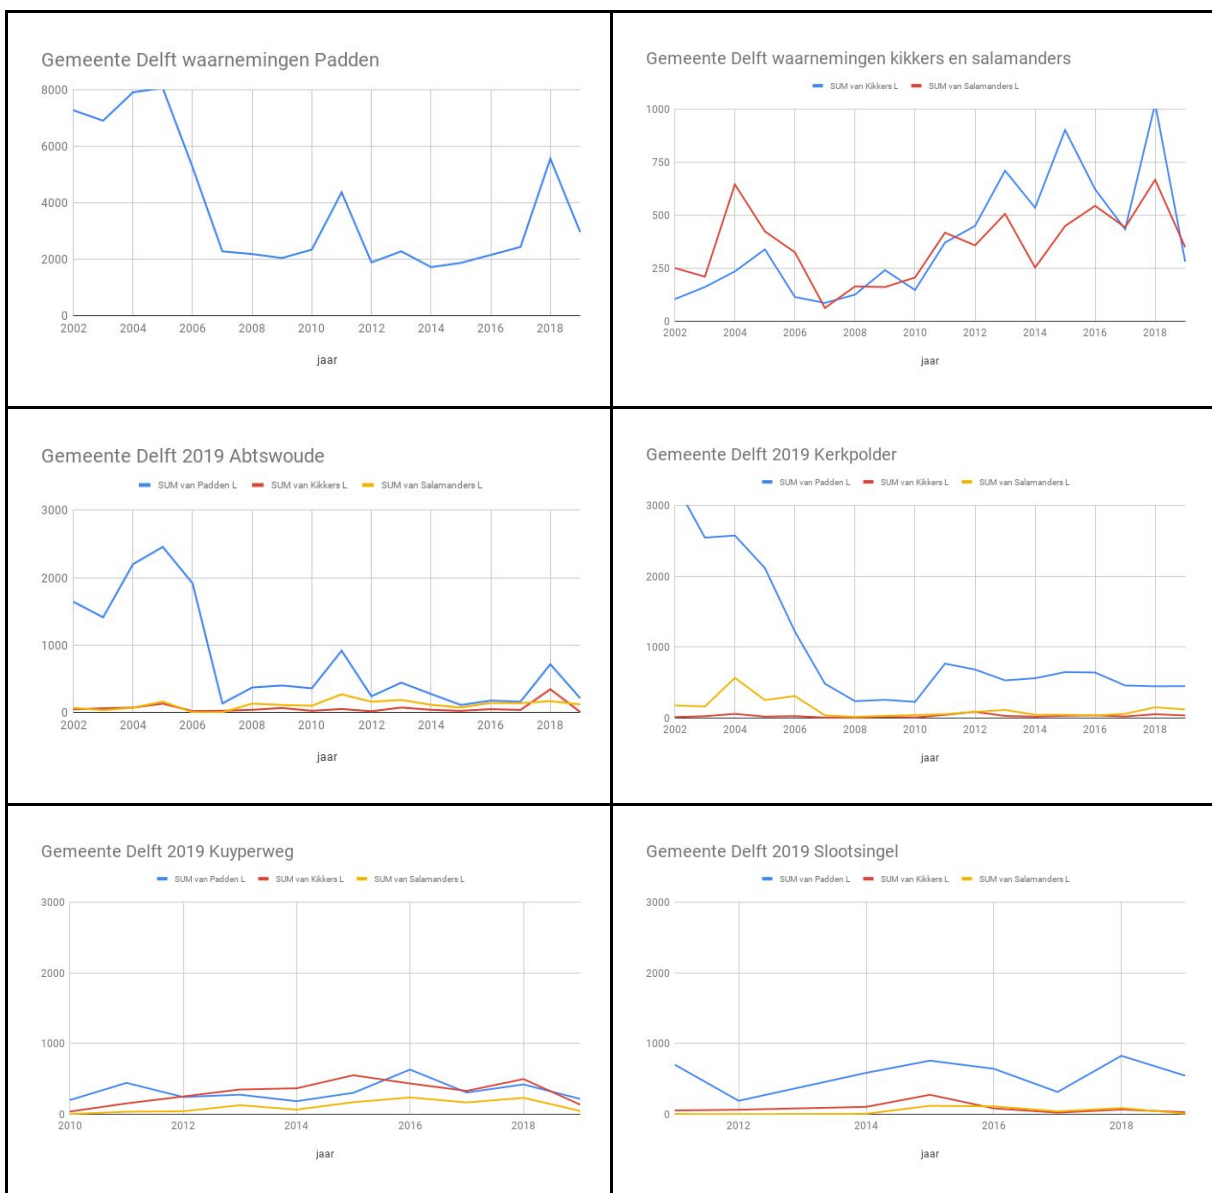 Gemeente Delft waarnemingen Padden
8000
6000
4000
2000
0
2002 2004 2006 2008 2010 2012 2014 2016 2018
jaar
Gemeente Delft waarnemingen kikkers en salamanders
SUM van Kikkers L SUM van Salamanders L
1000
750
500
250
0
2002 2004 2006 2008 2010 2012 2014 2016 2018
jaar
Gemeente Delft 2019 Abtswoude
SUM van Padden L SUM van Kikkers L SUM van Salamanders L
3000
2000
1000
0
2002 2004 2006 2008 2010 2012 2014 2016 2018
jaar
Gemeente Delft 2019 Kerkpolder
SUM van Padden L SUM van Kikkers L SUM van Salamanders L
3000
2000
1000
0
2002 2004 2006 2008 2010 2012 2014 2016 2018
jaar
Gemeente Delft 2019 Kuyperweg
SUM van Padden L SUM van Kikkers L SUM van Salamanders L
3000
2000
1000
0
2010 2012 2014 2016 2018
jaar
Gemeente Delft 2019 Slootsingel
SUM van Padden L SUM van Kikkers L SUM van Salamanders L
3000
2000
1000
0
2012 2014 2016 2018
jaar